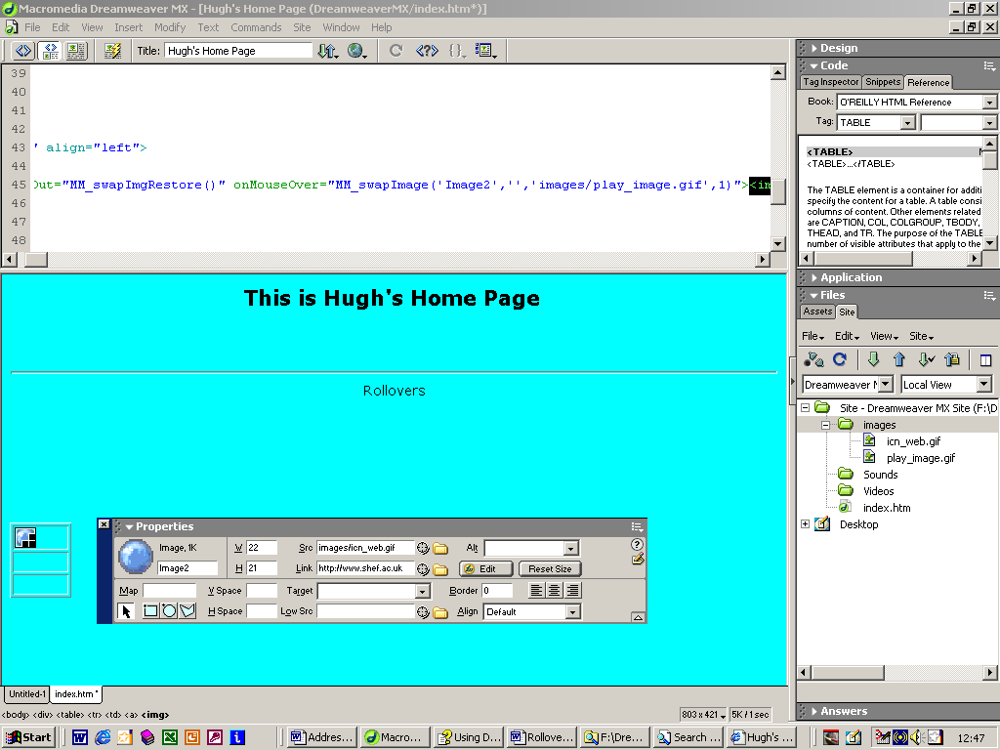 Macromedia Dreamweaver MX - [Hugh's Home Page (DreamweaverMX/index.htm*)]
File Edit View Insert Modify Text Commands Site Window Help
Title: Hugh's Home Page
39
40
41
42
43 ' align="left">
44
45 Out="MM_swapImgRestore()" onMouseOver="MM_swapImage('Image2','','images/play_image.gif',1)"><im
46
47
48
This is Hugh's Home Page
Rollovers
Properties
Image, 1K W 22 Src images/icn_web.gif Alt
Image2 H 21 Link http://www.shef.ac.uk Edit Reset Size
Map V Space Target Border 0
H Space Low Src Align Default
Untitled-1 index.htm*
<body> <div> <table> <tr> <td> <a> <img>
803 x 421 5K / 1 sec
Design
Code
Tag Inspector Snippets Reference
Book: O'REILLY HTML Reference
Tag: TABLE
<TABLE>
<TABLE>...</TABLE>
The TABLE element is a container for additi
specify the content for a table. A table consi
columns of content. Other elements related
are CAPTION, COL, COLGROUP, TBODY,
THEAD, and TR. The purpose of the TABLE
number of visible attributes that apply to the
Application
Files
Assets Site
File Edit View Site
Dreamweaver M Local View
Site - Dreamweaver MX Site (F:\D
images
icn_web.gif
play_image.gif
Sounds
Videos
index.htm
Desktop
Answers
Start Addres... Macro... Using D... Rollove... F:\Dre... Search ... Hugh's ... 12:47